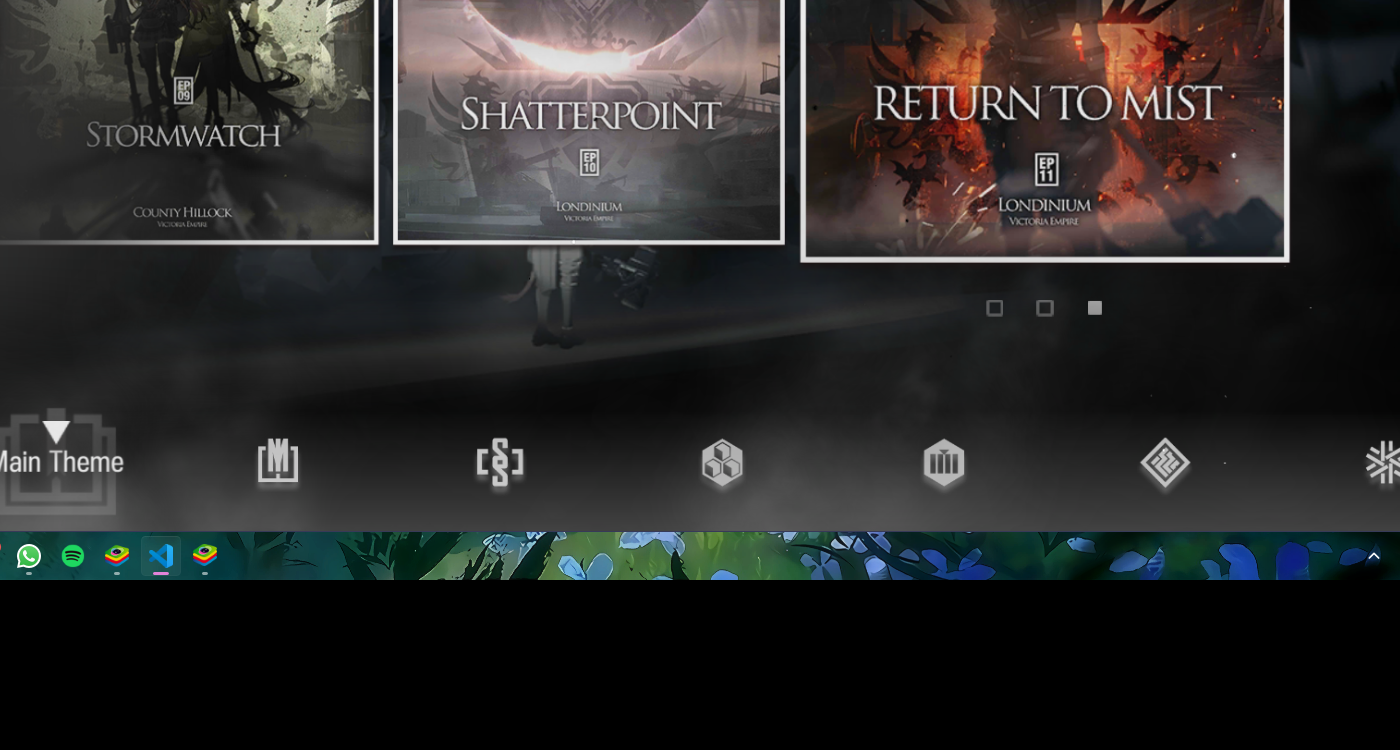 EP
09
STORMWATCH
COUNTY HILLOCK
VICTORIA EMPIRE
SHATTERPOINT
EP
10
LONDINIUM
VICTORIA EMPIRE
RETURN TO MIST
EP
11
LONDINIUM
VICTORIA EMPIRE
Main Theme